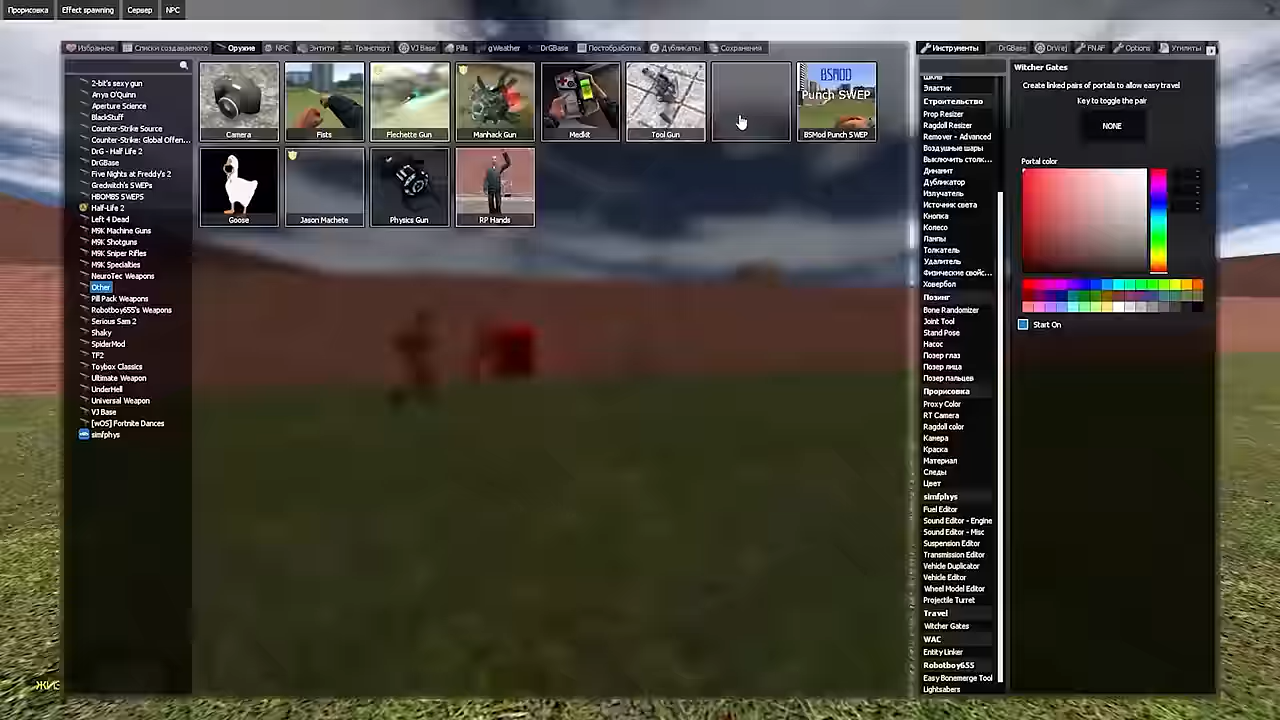 Прорисовка Effect spawning Сервер NPC
Избранное Списки создаваемого Оружие NPC Энтити Транспорт VJ Base Pills gWeather DrGBase Постобработка Дубликаты Сохранения
2-bit's sexy gun
Anya O'Quinn
Aperture Science
BlackStuff
Counter-Strike Source
Counter-Strike: Global Offen...
DrG - Half Life 2
DrGBase
Five Nights at Freddy's 2
Gredwitch's SWEPs
HBOMBS SWEPS
Half-Life 2
Left 4 Dead
M9K Machine Guns
M9K Shotguns
M9K Sniper Rifles
M9K Specialties
NeuroTec Weapons
Other
Pill Pack Weapons
Robotboy655's Weapons
Serious Sam 2
Shaky
SpiderMod
TF2
Toybox Classics
Ultimate Weapon
UnderHell
Universal Weapon
VJ Base
[wOS] Fortnite Dances
simfphys
BSMOD
Punch SWEP
Camera Fists Flechette Gun Manhack Gun Medkit Tool Gun BSMod Punch SWEP
Goose Jason Machete Physics Gun RP Hands
Инструменты DrGBase DrVrej FNAF Options Утилиты
Шкив
Эластик
Строительство
Prop Resizer
Ragdoll Resizer
Remover - Advanced
Воздушные шары
Выключить столк...
Динамит
Дубликатор
Излучатель
Источник света
Кнопка
Колесо
Лампы
Толкатель
Удалитель
Физические свойс...
Ховербол
Позинг
Bone Randomizer
Joint Tool
Stand Pose
Насос
Позер глаз
Позер лица
Позер пальцев
Прорисовка
Proxy Color
RT Camera
Ragdoll color
Камера
Краска
Материал
Следы
Цвет
simfphys
Fuel Editor
Sound Editor - Engine
Sound Editor - Misc
Suspension Editor
Transmission Editor
Vehicle Duplicator
Vehicle Editor
Wheel Model Editor
Projectile Turret
Travel
Witcher Gates
WAC
Entity Linker
Robotboy655
Easy Bonemerge Tool
Lightsabers
Witcher Gates
Create linked pairs of portals to allow easy travel
Key to toggle the pair
NONE
Portal color
Start On